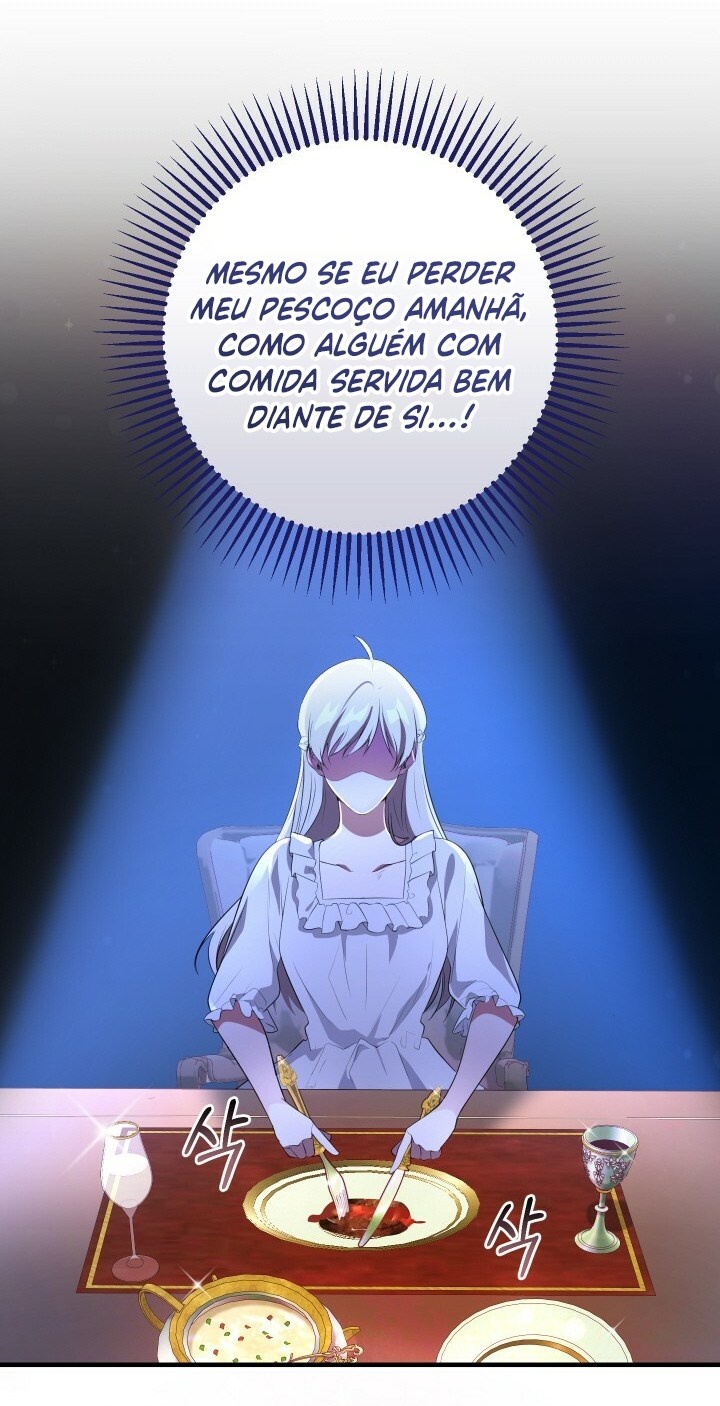 MESMO SE EU PERDER
MEU PESCOÇO AMANHÃ,
COMO ALGUÉM COM
COMIDA SERVIDA BEM
DIANTE DE SI...!
삭
삭